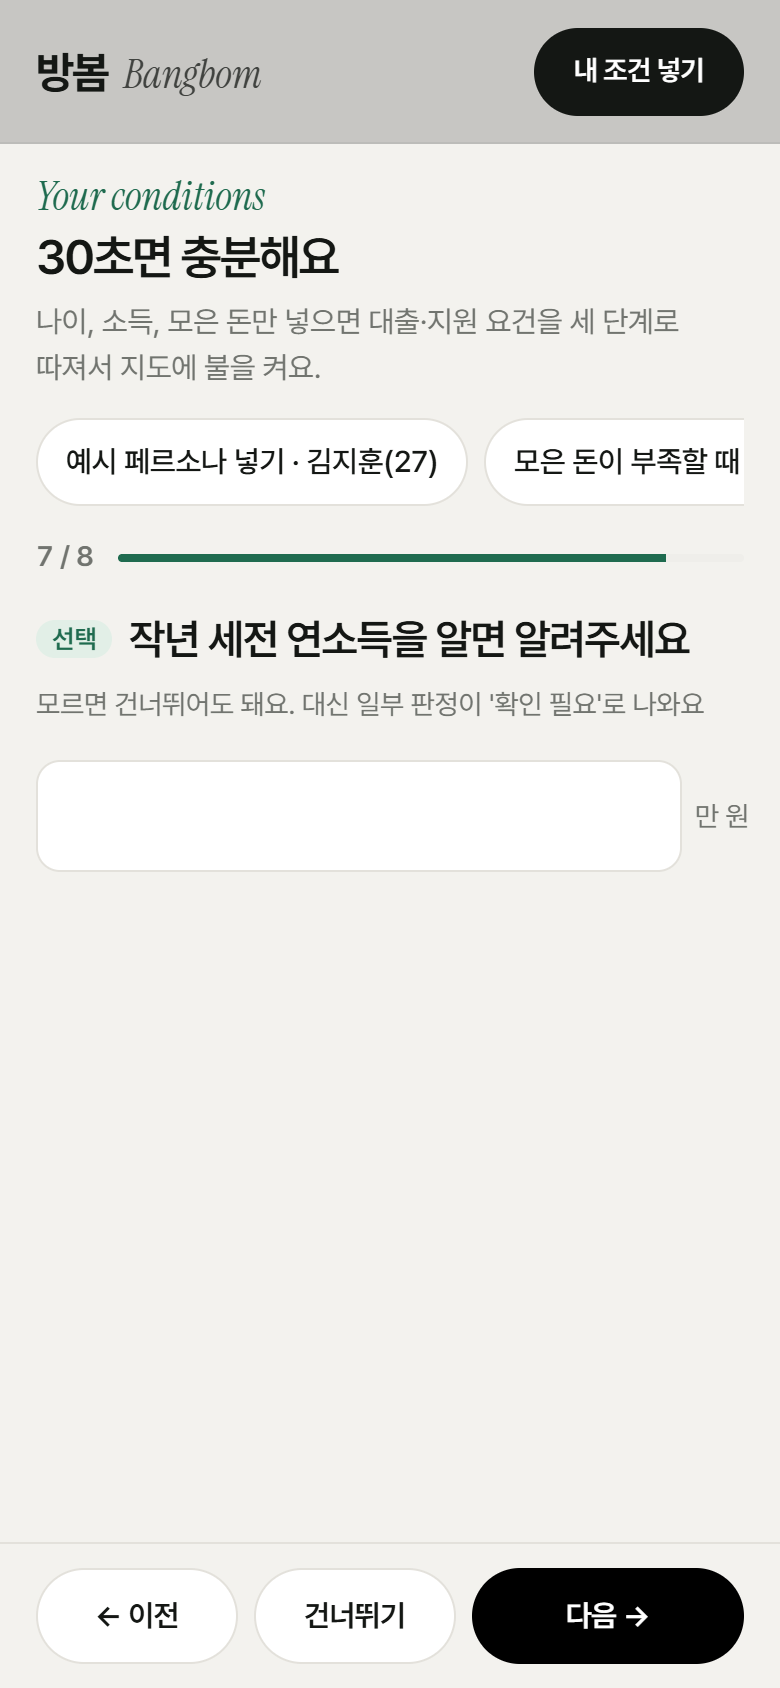 방봄 Bangbom
내 조건 넣기
Your conditions
30초면 충분해요
나이, 소득, 모은 돈만 넣으면 대출·지원 요건을 세 단계로
따져서 지도에 불을 켜요.
예시 페르소나 넣기 · 김지훈(27)
모은 돈이 부족할 때
7 / 8
선택 작년 세전 연소득을 알면 알려주세요
모르면 건너뛰어도 돼요. 대신 일부 판정이 '확인 필요'로 나와요
만 원
← 이전
건너뛰기
다음 →